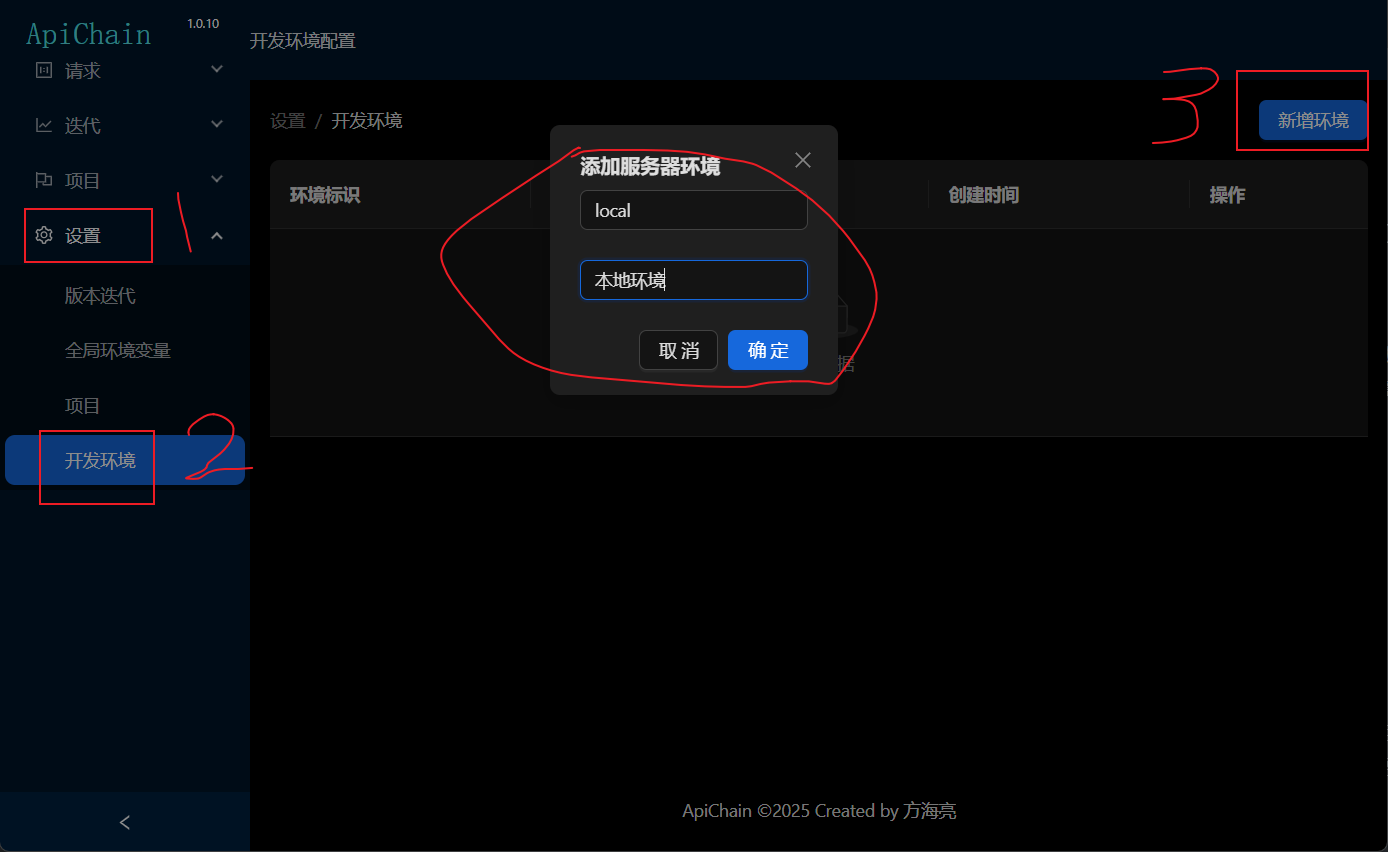 ApiChain
1.0.10
请求
迭代
项目
设置
版本迭代
全局环境变量
项目
开发环境
1
2
开发环境配置
设置 / 开发环境
3
新增环境
环境标识
创建时间
操作
添加服务器环境
local
本地环境
取 消
确 定
据
ApiChain ©2025 Created by 方海亮